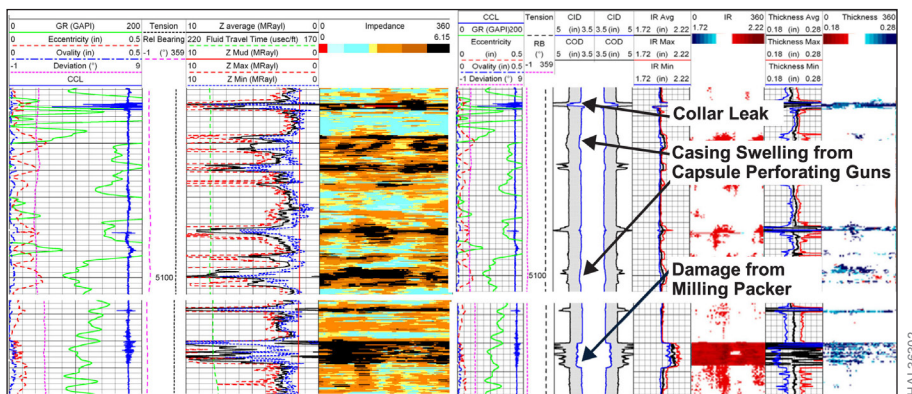 0 GR (GAPI) 200
0 Eccentricity (in) 0.5
0 Ovality (in) 0.5
-1 Deviation (°) 9
CCL
Tension
Rel Bearing
-1 (°) 359
10 Z average (MRayl) 0
220 Fluid Travel Time (usec/ft) 170
10 Z Mud (MRayl) 0
10 Z Max (MRayl) 0
10 Z Min (MRayl) 0
Impedance 360
0 6.15
CCL
0 GR (GAPI)200
Eccentricity
0 (in) 0.5
0 Ovality (in) 0.5
-1 Deviation (°) 9
Tension
RB
(°)
-1 359
CID CID
5 (in) 3.5 3.5 (in) 5
COD COD
5 (in) 3.5 3.5 (in) 5
IR Avg
1.72 (in) 2.22
IR Max
1.72 (in) 2.22
IR Min
1.72 (in) 2.22
0 IR 360
1.72 2.22
Thickness Avg
0.18 (in) 0.28
Thickness Max
0.18 (in) 0.28
Thickness Min
0.18 (in) 0.28
0 Thickness 360
0.18 0.28
Collar Leak
Casing Swelling from
Capsule Perforating Guns
5100
5100
Damage from
Milling Packer